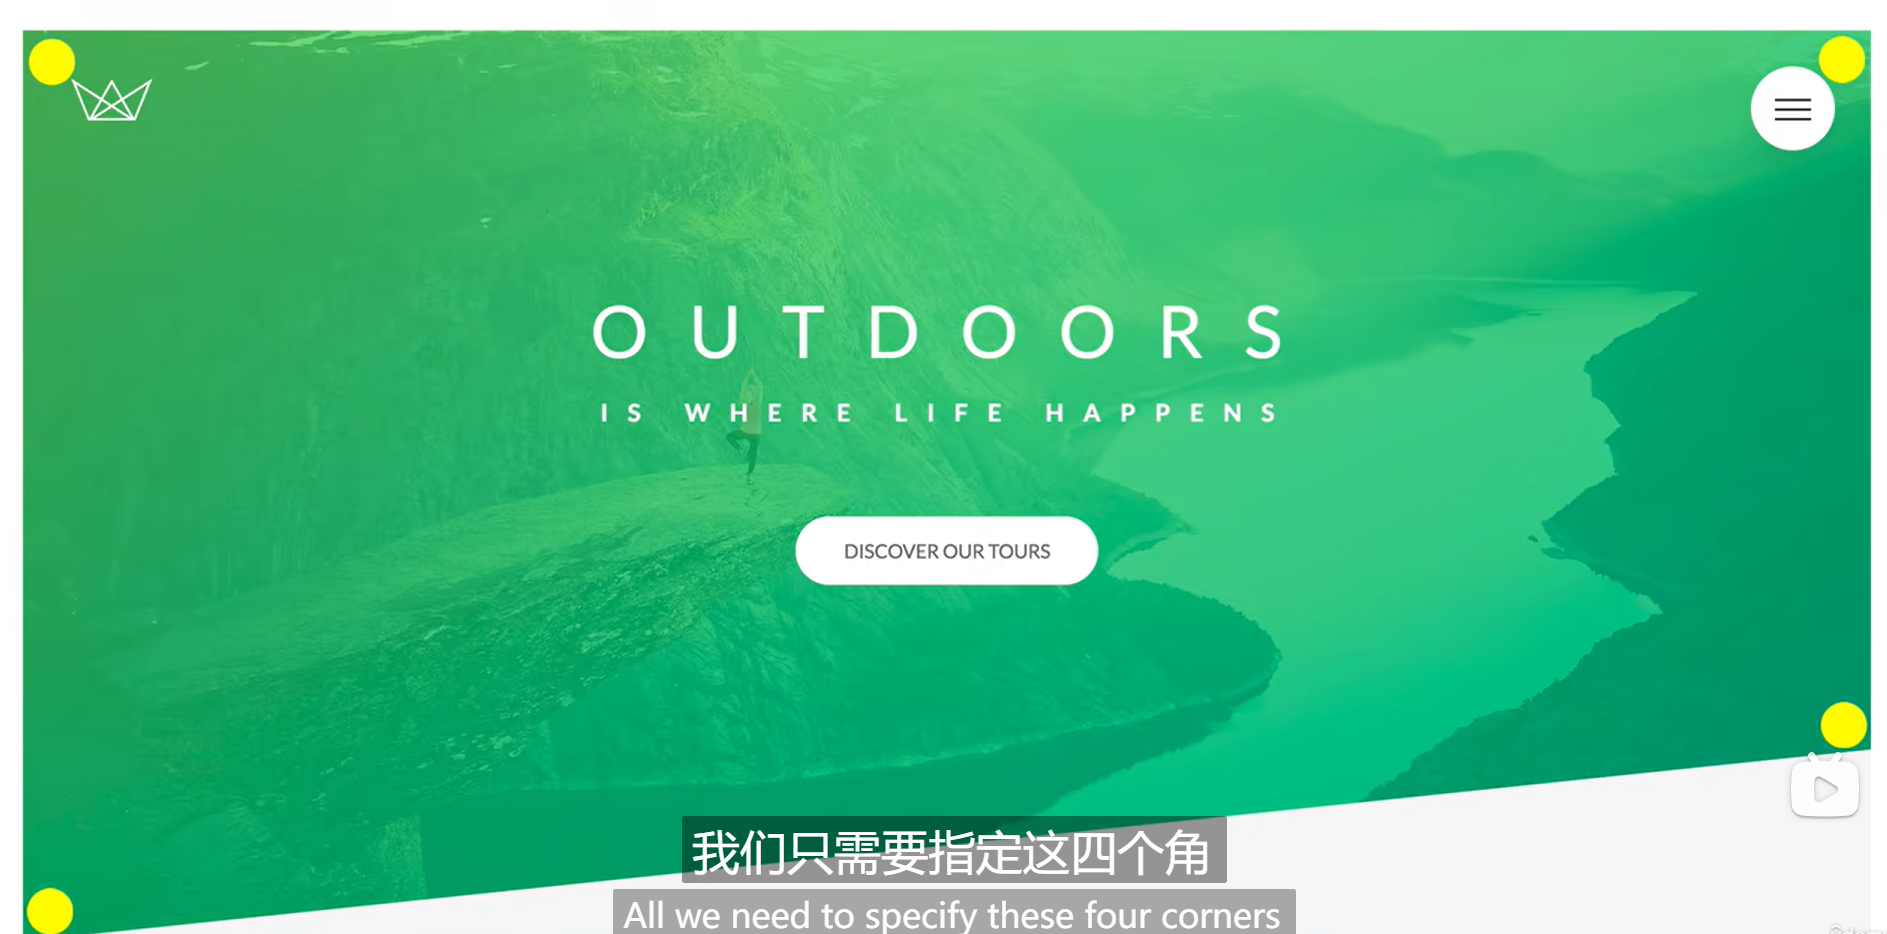 OUTDOORS
IS WHERE LIFE HAPPENS
DISCOVER OUR TOURS
我们只需要指定这四个角
All we need to specify these four corners